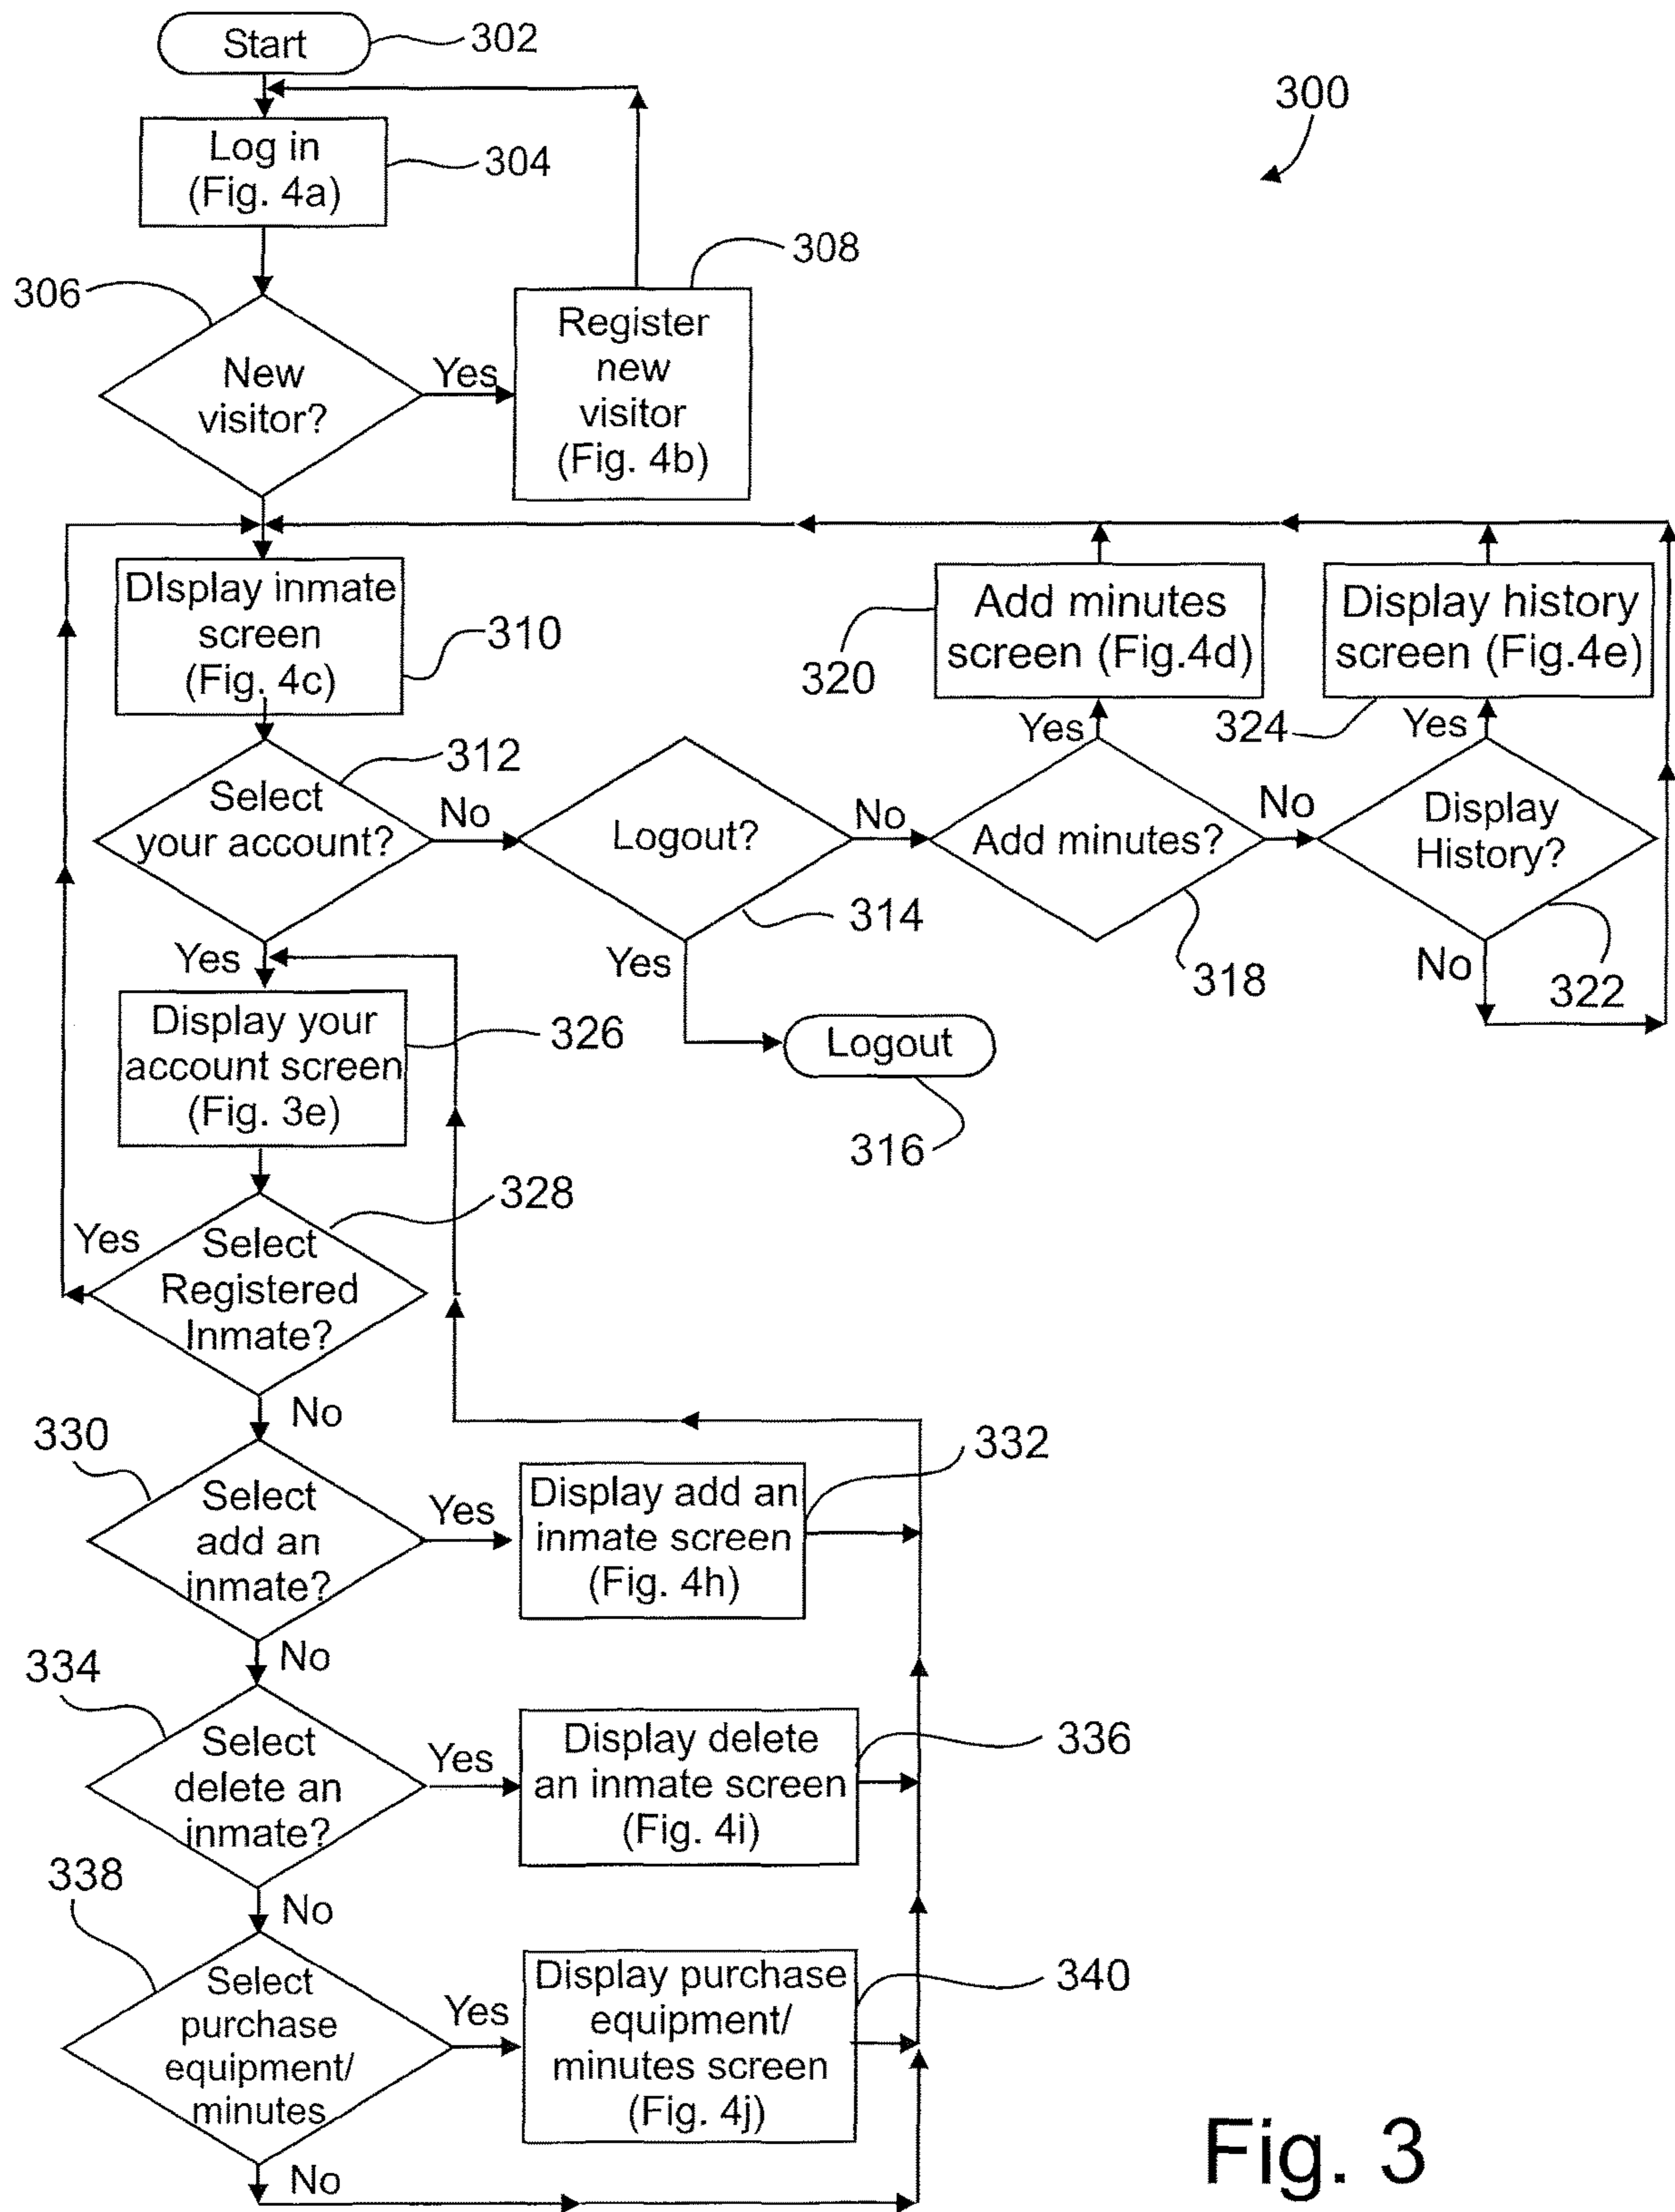 Start
302
300
Log in
(Fig. 4a)
304
308
306
New
visitor?
Yes
Register
new
visitor
(Fig. 4b)
DIsplay inmate
screen
(Fig. 4c)
310
320
Add minutes
screen (Fig.4d)
Display history
screen (Fig.4e)
324
Yes
Yes
312
Select
your account?
No
Logout?
No
Add minutes?
No
Display
History?
314
318
322
Yes
Yes
No
Logout
316
Display your
account screen
(Fig. 3e)
326
328
Yes
Select
Registered
Inmate?
No
330
Select
add an
inmate?
Yes
Display add an
inmate screen
(Fig. 4h)
332
No
334
Select
delete an
inmate?
Yes
Display delete
an inmate screen
(Fig. 4i)
336
No
338
Select
purchase
equipment/
minutes
Yes
Display purchase
equipment/
minutes screen
(Fig. 4j)
340
No
Fig. 3